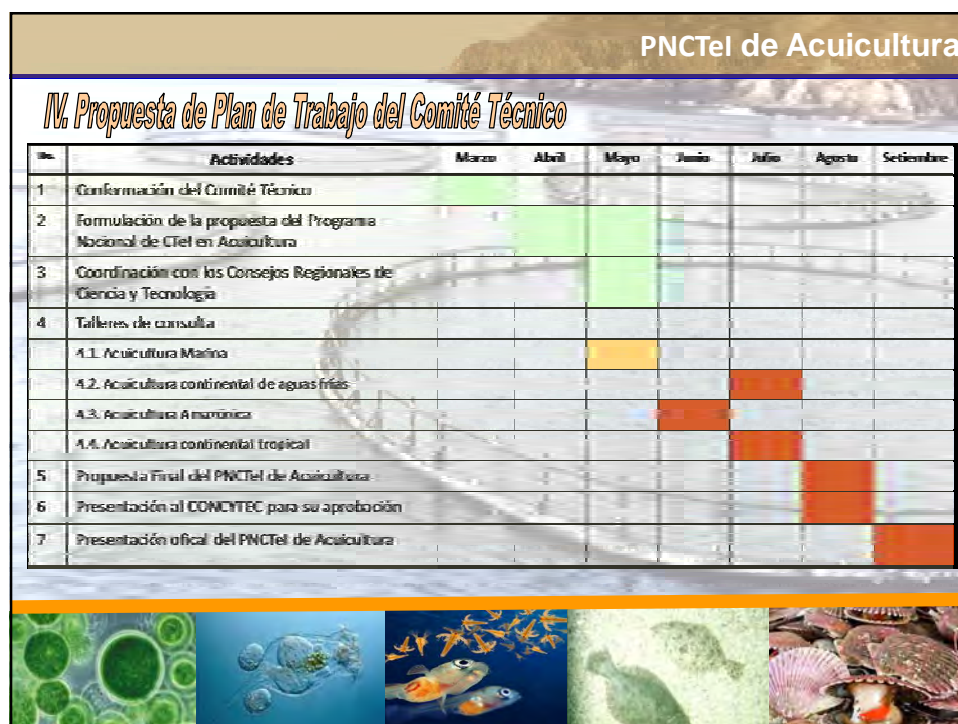 PNCTeI de Acuicultura
IV. Propuesta de Plan de Trabajo del Comité Técnico
No. Actividades Marzo Abril Mayo Junio Julio Agosto Setiembre
1 Conformación del Comité Técnico
2 Formulación de la propuesta del Programa
Nacional de CTeI en Acuicultura
3 Coordinación con los Consejos Regionales de
Ciencia y Tecnología
4 Talleres de consulta
4.1. Acuicultura Marina
4.2. Acuicultura continental de aguas frías
4.3. Acuicultura Amazónica
4.4. Acuicultura continental tropical
5 Propuesta Final del PNCTeI de Acuicultura
6 Presentación al CONCYTEC para su aprobación
7 Presentación ofical del PNCTeI de Acuicultura